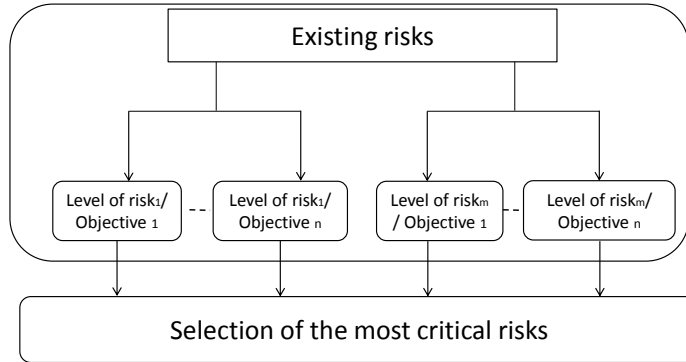 Existing risks
Level of risk₁/
Objective ₁
Level of risk₁/
Objective ₙ
Level of riskₘ
/ Objective ₁
Level of riskₘ/
Objective ₙ
Selection of the most critical risks